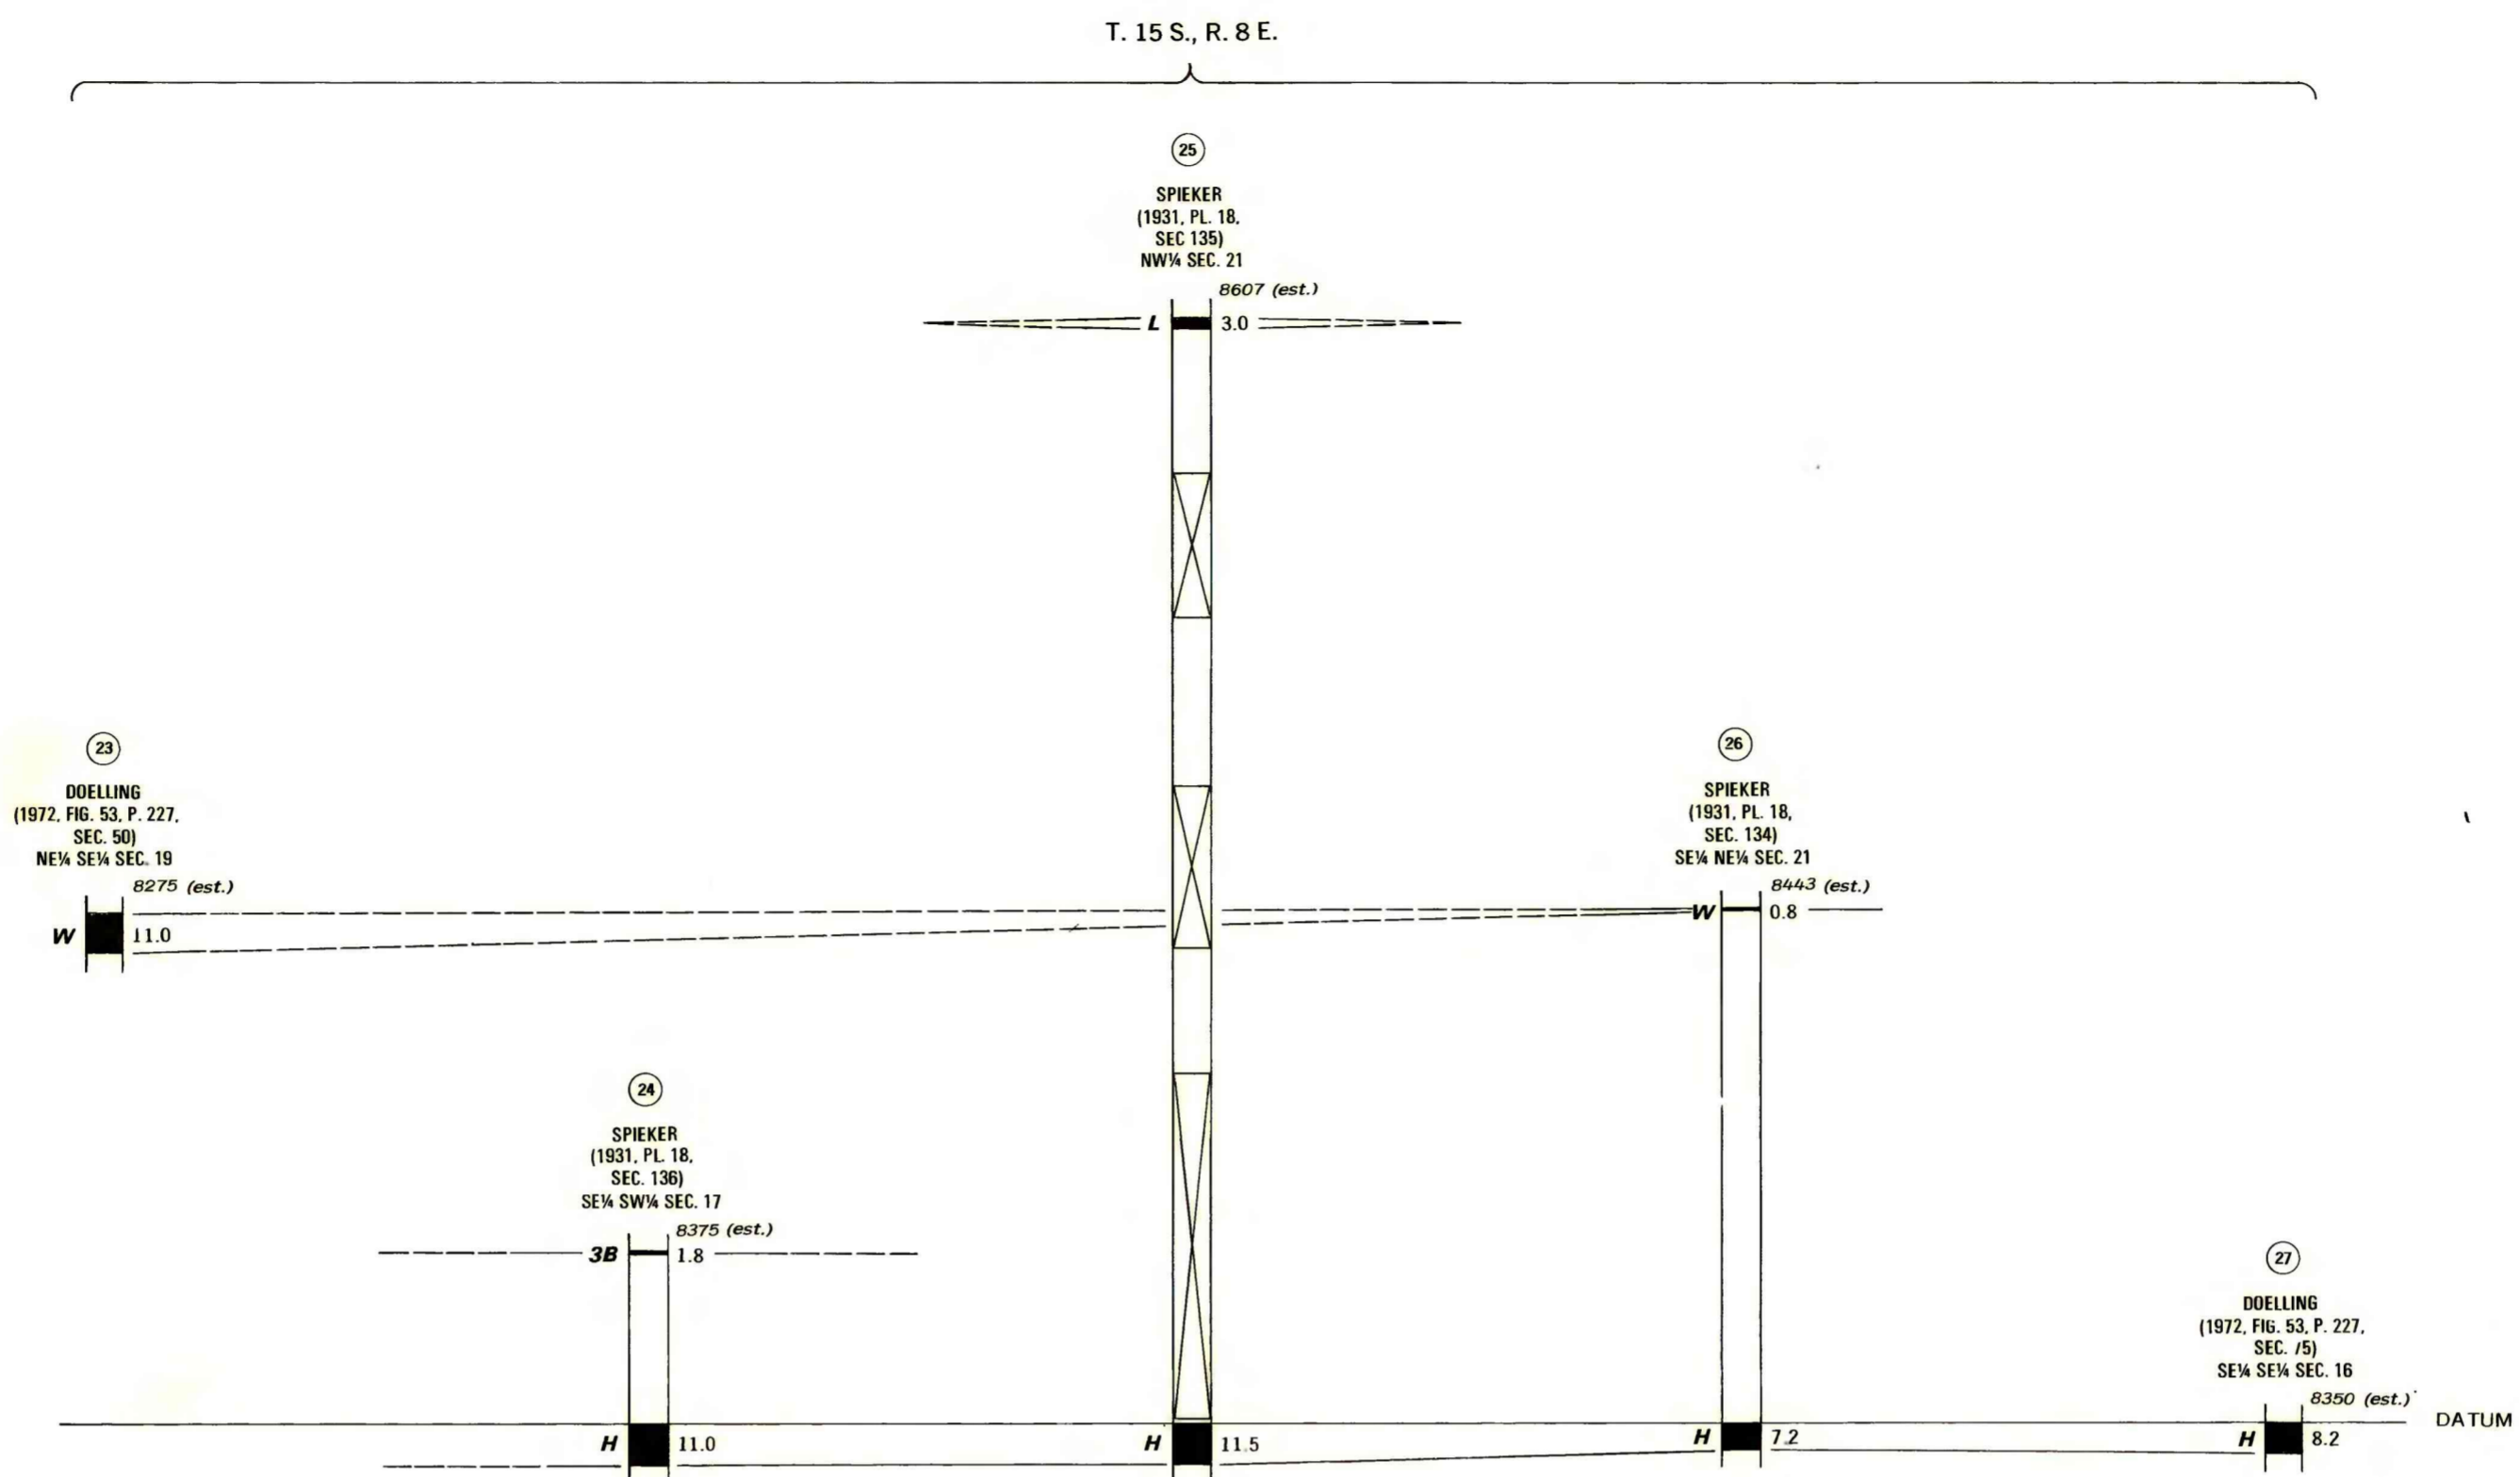 T. 15 S., R. 8 E.
25
SPIEKER
(1931, PL. 18,
SEC 135)
NW¼ SEC. 21
8607 (est.)
L 3.0
23
DOELLING
(1972, FIG. 53, P. 227,
SEC. 50)
NE¼ SE¼ SEC. 19
8275 (est.)
W 11.0
26
SPIEKER
(1931, PL. 18,
SEC. 134)
SE¼ NE¼ SEC. 21
8443 (est.)
W 0.8
24
SPIEKER
(1931, PL. 18,
SEC. 136)
SE¼ SW¼ SEC. 17
8375 (est.)
3B 1.8
27
DOELLING
(1972, FIG. 53, P. 227,
SEC. /5)
SE¼ SE¼ SEC. 16
8350 (est.)
DATUM
H 11.0
H 11.5
H 7.2
H 8.2